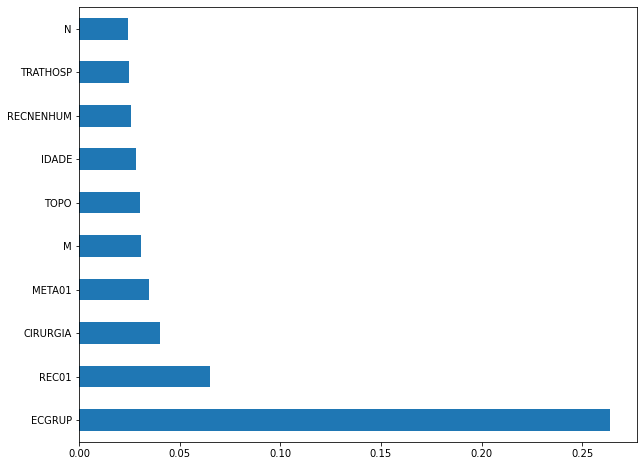 N
TRATHOSP
RECNENHUM
IDADE
TOPO
M
META01
CIRURGIA
REC01
ECGRUP
0.00 0.05 0.10 0.15 0.20 0.25